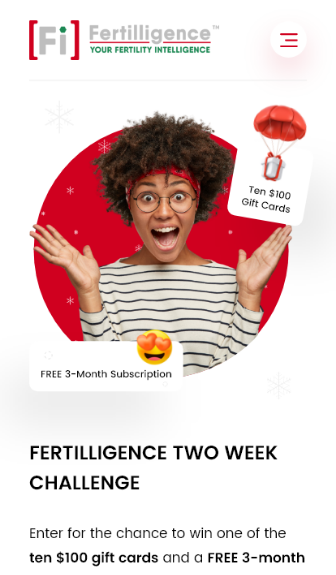 [Fi] Fertilligence™
YOUR FERTILITY INTELLIGENCE
Ten $100
Gift Cards
FREE 3-Month Subscription
FERTILLIGENCE TWO WEEK
CHALLENGE
Enter for the chance to win one of the
ten $100 gift cards and a FREE 3-month